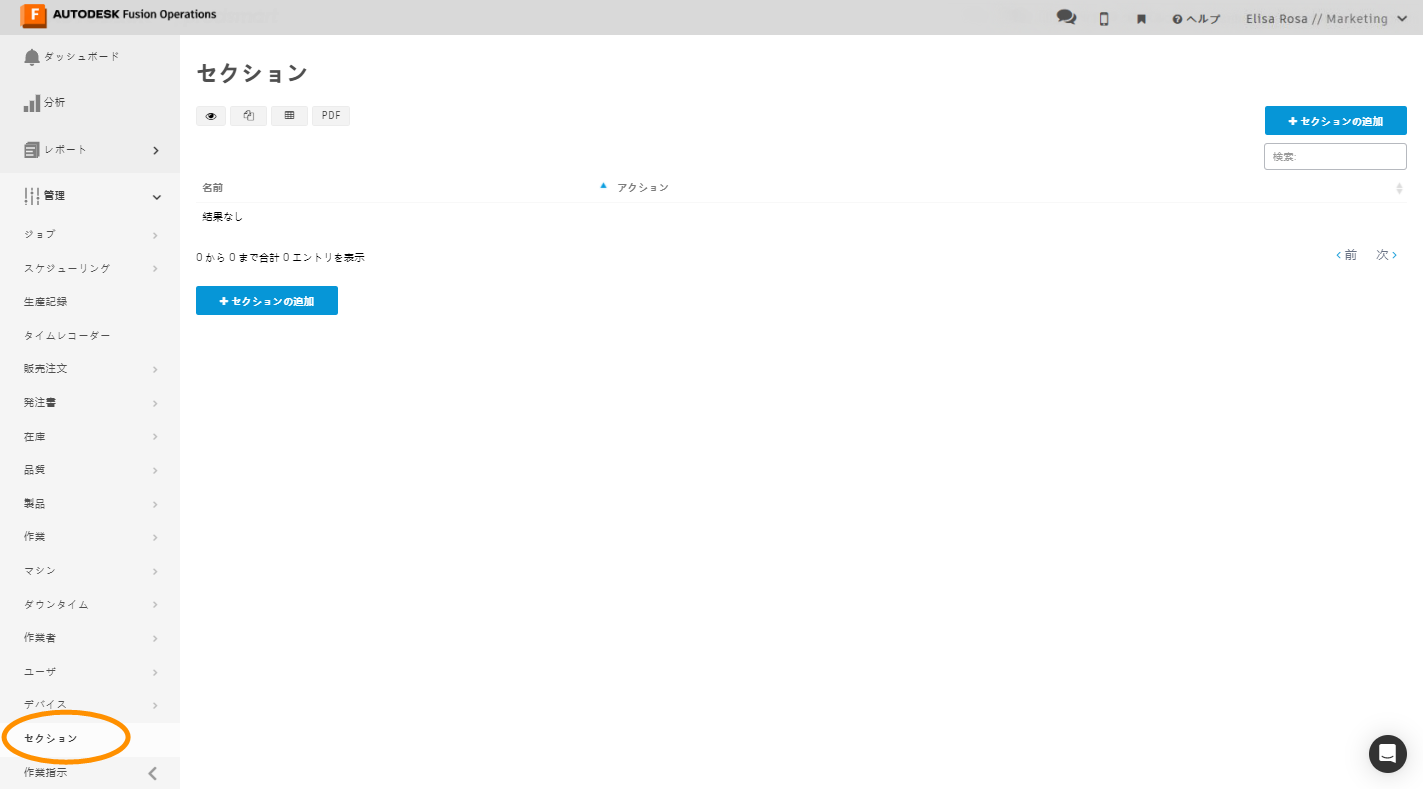 F AUTODESK Fusion Operations
ヘルプ
Elisa Rosa // Marketing
ダッシュボード
分析
レポート
管理
ジョブ
スケジューリング
生産記録
タイムレコーダー
販売注文
発注書
在庫
品質
製品
作業
マシン
ダウンタイム
作業者
ユーザ
デバイス
セクション
作業指示
セクション
PDF
セクションの追加
検索:
名前
アクション
結果なし
0 から 0 まで合計 0 エントリを表示
前
次
セクションの追加